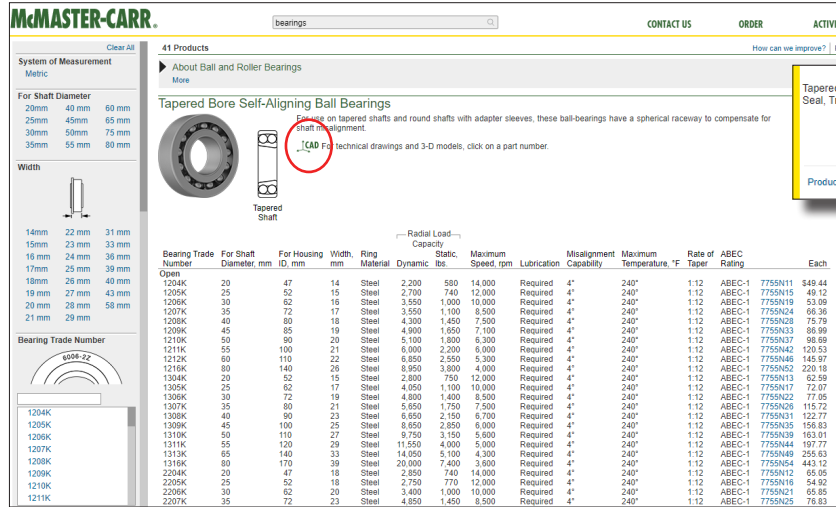 McMASTER-CARR®
bearings
CONTACT US ORDER ACTIV
Clear All
System of Measurement
Metric
For Shaft Diameter
20mm 40 mm 60 mm
25mm 45mm 65 mm
30mm 50mm 75 mm
35mm 55 mm 80 mm
Width
14mm 22 mm 31 mm
15mm 23 mm 33 mm
16 mm 24 mm 36 mm
17mm 25 mm 39 mm
18mm 26 mm 40 mm
19 mm 27 mm 43 mm
20 mm 28 mm 58 mm
21 mm 29 mm
Bearing Trade Number
6006-2Z
1204K
1205K
1206K
1207K
1208K
1209K
1210K
1211K
41 Products
How can we improve?
About Ball and Roller Bearings
More
Tapered Bore Self-Aligning Ball Bearings
For use on tapered shafts and round shafts with adapter sleeves, these ball-bearings have a spherical raceway to compensate for
shaft misalignment.
CAD For technical drawings and 3-D models, click on a part number.
Tapered
Shaft
Tapered
Seal, Tr
Produc
Radial Load
Capacity
Bearing Trade Number For Shaft Diameter, mm For Housing ID, mm Width, mm Ring Material Dynamic Static, lbs. Maximum Speed, rpm Lubrication Misalignment Capability Maximum Temperature, °F Rate of Taper ABEC Rating Each
Open
1204K 20 47 14 Steel 2,200 580 14,000 Required 4° 240° 1:12 ABEC-1 7755N11 $49.44
1205K 25 52 15 Steel 2,700 740 12,000 Required 4° 240° 1:12 ABEC-1 7755N15 49.12
1206K 30 62 16 Steel 3,550 1,000 10,000 Required 4° 240° 1:12 ABEC-1 7755N19 53.09
1207K 35 72 17 Steel 3,550 1,100 8,500 Required 4° 240° 1:12 ABEC-1 7755N24 66.36
1208K 40 80 18 Steel 4,300 1,450 7,500 Required 4° 240° 1:12 ABEC-1 7755N28 75.79
1209K 45 85 19 Steel 4,900 1,650 7,100 Required 4° 240° 1:12 ABEC-1 7755N33 86.99
1210K 50 90 20 Steel 5,100 1,800 6,300 Required 4° 240° 1:12 ABEC-1 7755N37 98.69
1211K 55 100 21 Steel 6,000 2,200 6,000 Required 4° 240° 1:12 ABEC-1 7755N42 120.53
1212K 60 110 22 Steel 6,850 2,550 5,300 Required 4° 240° 1:12 ABEC-1 7755N46 145.97
1216K 80 140 26 Steel 8,950 3,800 4,000 Required 4° 240° 1:12 ABEC-1 7755N52 220.18
1304K 20 52 15 Steel 2,800 750 12,000 Required 4° 240° 1:12 ABEC-1 7755N13 62.59
1305K 25 62 17 Steel 4,050 1,100 10,000 Required 4° 240° 1:12 ABEC-1 7755N17 72.07
1306K 30 72 19 Steel 4,800 1,400 8,500 Required 4° 240° 1:12 ABEC-1 7755N22 77.05
1307K 35 80 21 Steel 5,650 1,750 7,500 Required 4° 240° 1:12 ABEC-1 7755N26 115.72
1308K 40 90 23 Steel 6,650 2,150 6,700 Required 4° 240° 1:12 ABEC-1 7755N31 122.77
1309K 45 100 25 Steel 8,650 2,850 6,000 Required 4° 240° 1:12 ABEC-1 7755N35 156.83
1310K 50 110 27 Steel 9,750 3,150 5,600 Required 4° 240° 1:12 ABEC-1 7755N39 163.01
1311K 55 120 29 Steel 11,550 4,000 5,000 Required 4° 240° 1:12 ABEC-1 7755N44 197.77
1313K 65 140 33 Steel 14,050 5,100 4,300 Required 4° 240° 1:12 ABEC-1 7755N49 255.63
1316K 80 170 39 Steel 20,000 7,400 3,600 Required 4° 240° 1:12 ABEC-1 7755N54 443.12
2204K 20 47 18 Steel 2,850 740 14,000 Required 4° 240° 1:12 ABEC-1 7755N12 65.05
2205K 25 52 18 Steel 2,750 770 12,000 Required 4° 240° 1:12 ABEC-1 7755N16 54.92
2206K 30 62 20 Steel 3,400 1,000 10,000 Required 4° 240° 1:12 ABEC-1 7755N21 65.85
2207K 35 72 23 Steel 4,850 1,450 8,500 Required 4° 240° 1:12 ABEC-1 7755N25 76.83